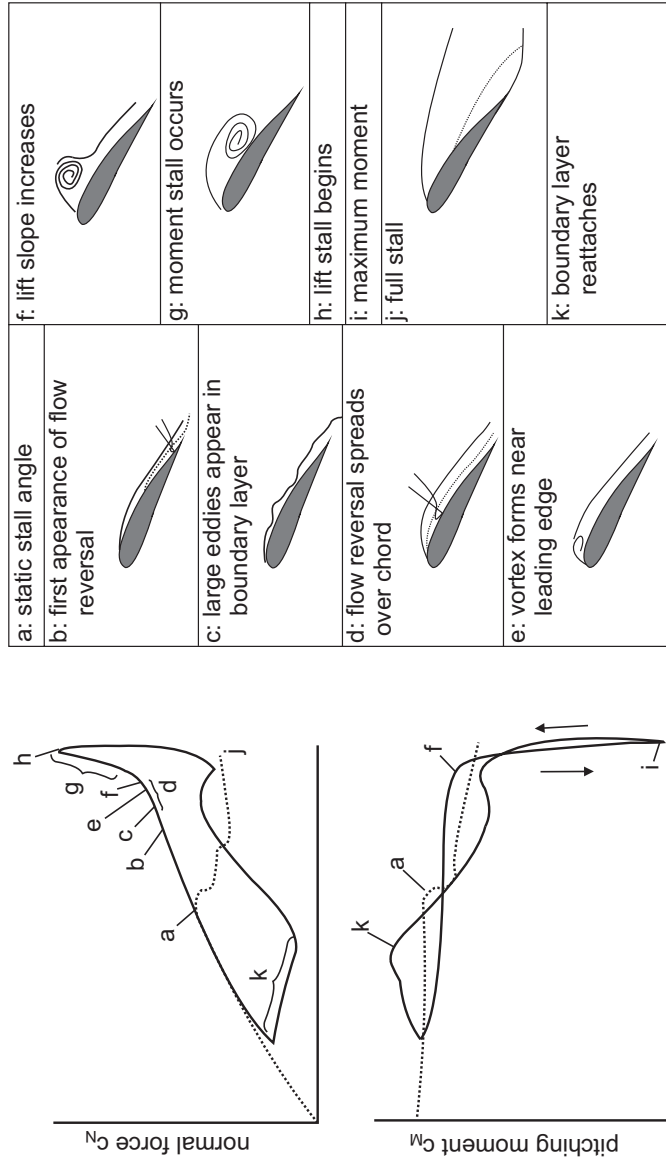 normal force cN
a
b
c
e
d
f
g
h
j
k
pitching moment cM
k
a
f
i
a: static stall angle
b: first apearance of flow
reversal
c: large eddies appear in
boundary layer
d: flow reversal spreads
over chord
e: vortex forms near
leading edge
f: lift slope increases
g: moment stall occurs
h: lift stall begins
i: maximum moment
j: full stall
k: boundary layer
reattaches